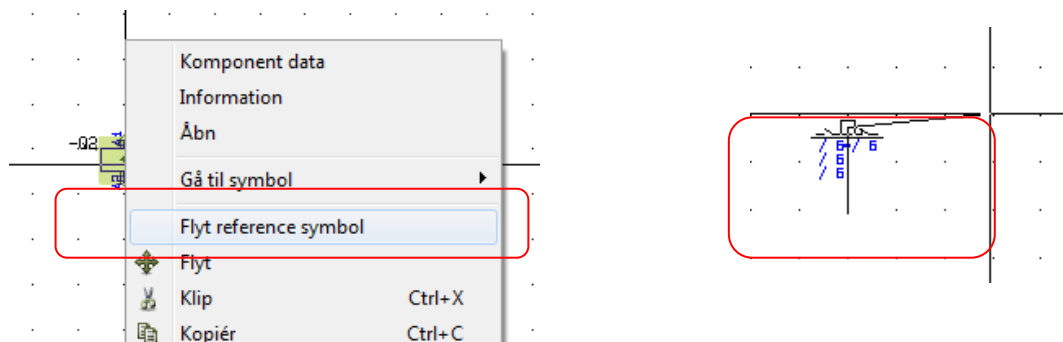 Komponent data
Information
Åbn
-Q2
Gå til symbol
Flyt reference symbol
Flyt
Klip Ctrl+X
Kopiér Ctrl+C
/ 6 / 6
/ 6
/ 6